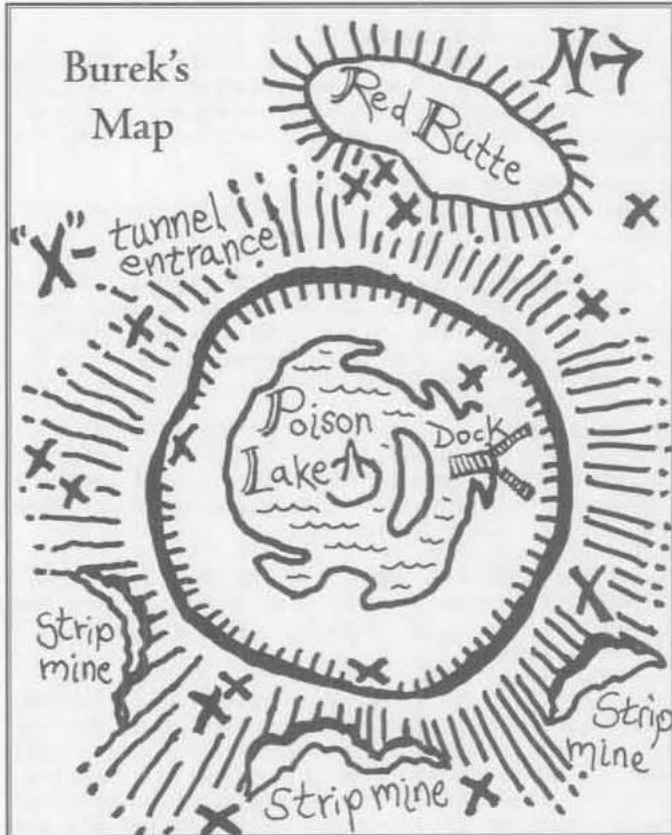 Burek's
Map
N
Red Butte
"X"- tunnel
entrance
Poison
Lake
Dock
Strip
mine
Strip mine
Strip
mine